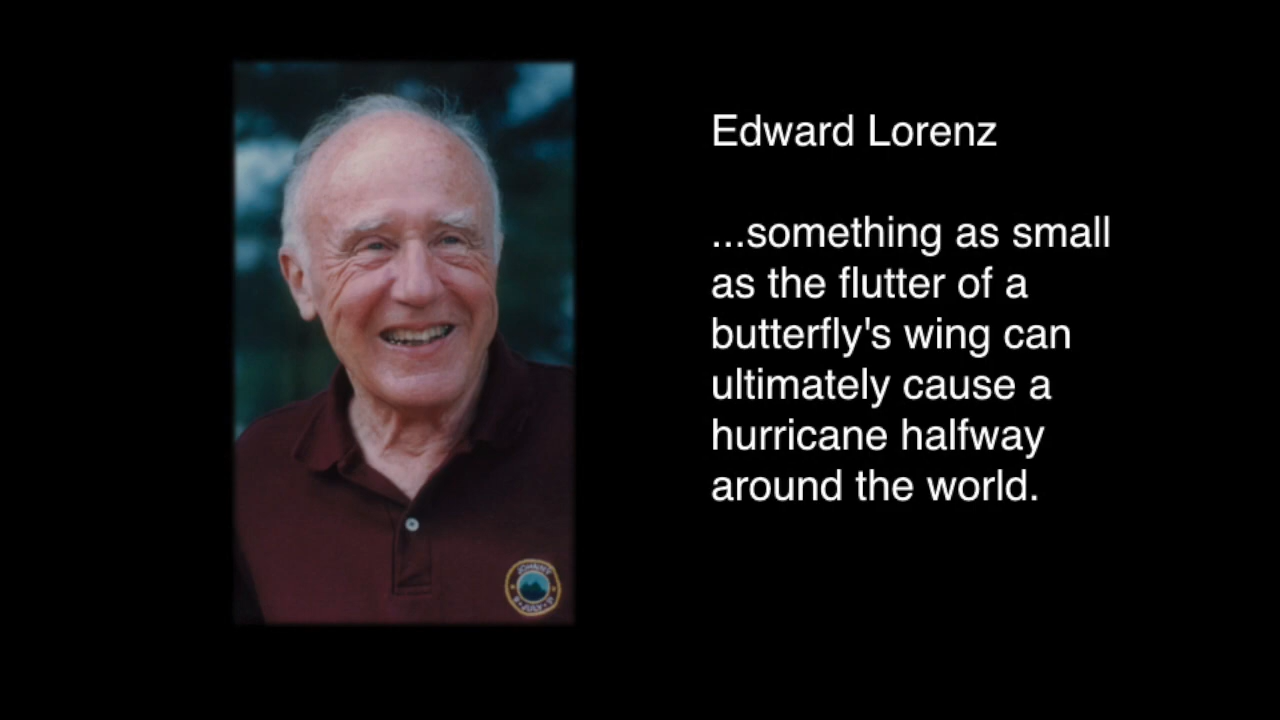 Edward Lorenz
...something as small
as the flutter of a
butterfly's wing can
ultimately cause a
hurricane halfway
around the world.